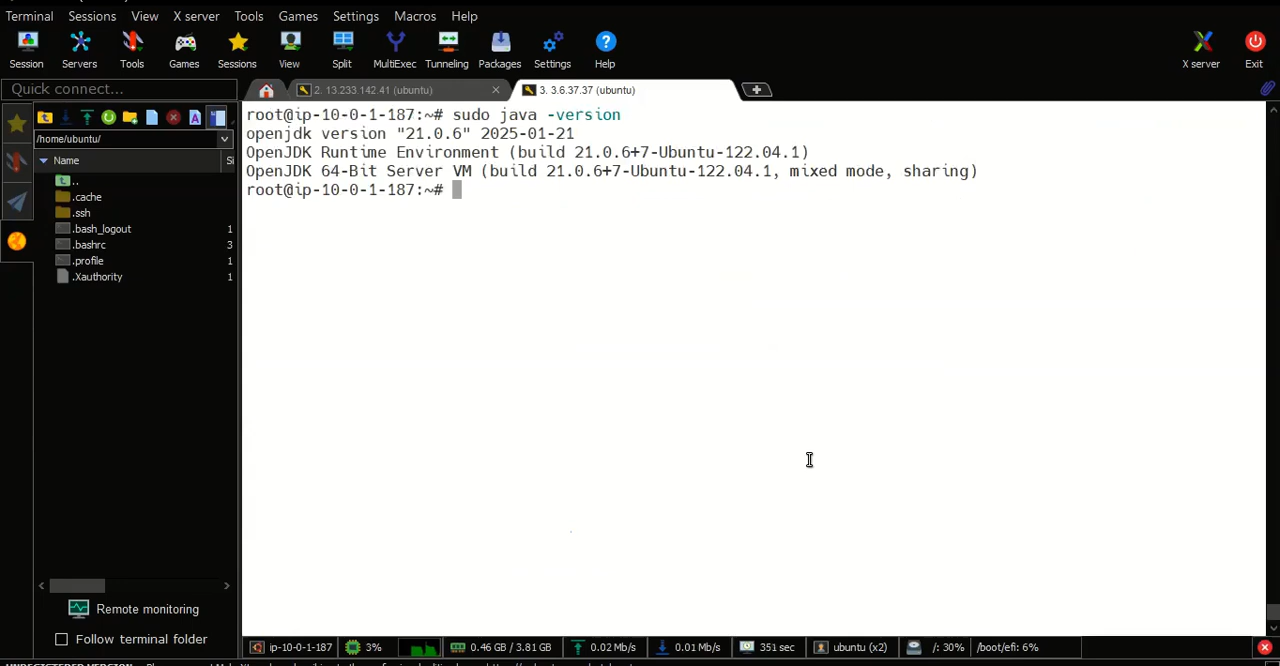 Terminal Sessions View X server Tools Games Settings Macros Help
Session Servers Tools Games Sessions View Split MultiExec Tunneling Packages Settings Help X server Exit
Quick connect...
2. 13.233.142.41 (ubuntu)
3. 3.6.37.37 (ubuntu)
/home/ubuntu/
Name Si
..
.cache
.ssh
.bash_logout 1
.bashrc 3
.profile 1
.Xauthority 1
root@ip-10-0-1-187:~# sudo java -version
openjdk version "21.0.6" 2025-01-21
OpenJDK Runtime Environment (build 21.0.6+7-Ubuntu-122.04.1)
OpenJDK 64-Bit Server VM (build 21.0.6+7-Ubuntu-122.04.1, mixed mode, sharing)
root@ip-10-0-1-187:~#
Remote monitoring
Follow terminal folder
ip-10-0-1-187 3% 0.46 GB / 3.81 GB 0.02 Mb/s 0.01 Mb/s 351 sec ubuntu (x2) /: 30% /boot/efi: 6%